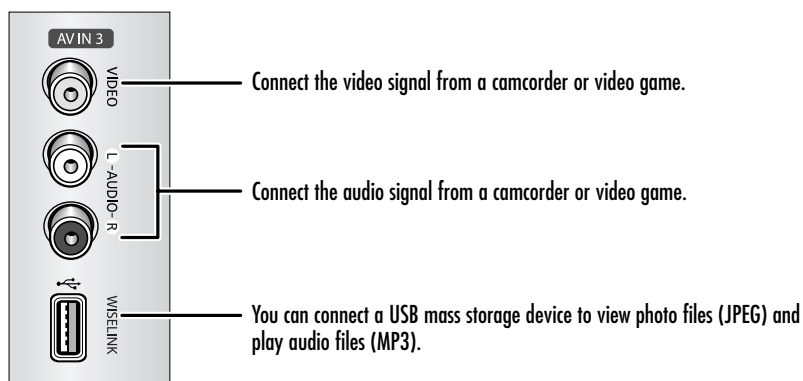 AV IN 3
VIDEO
Connect the video signal from a camcorder or video game.
L -AUDIO- R
Connect the audio signal from a camcorder or video game.
WISELINK
You can connect a USB mass storage device to view photo files (JPEG) and
play audio files (MP3).